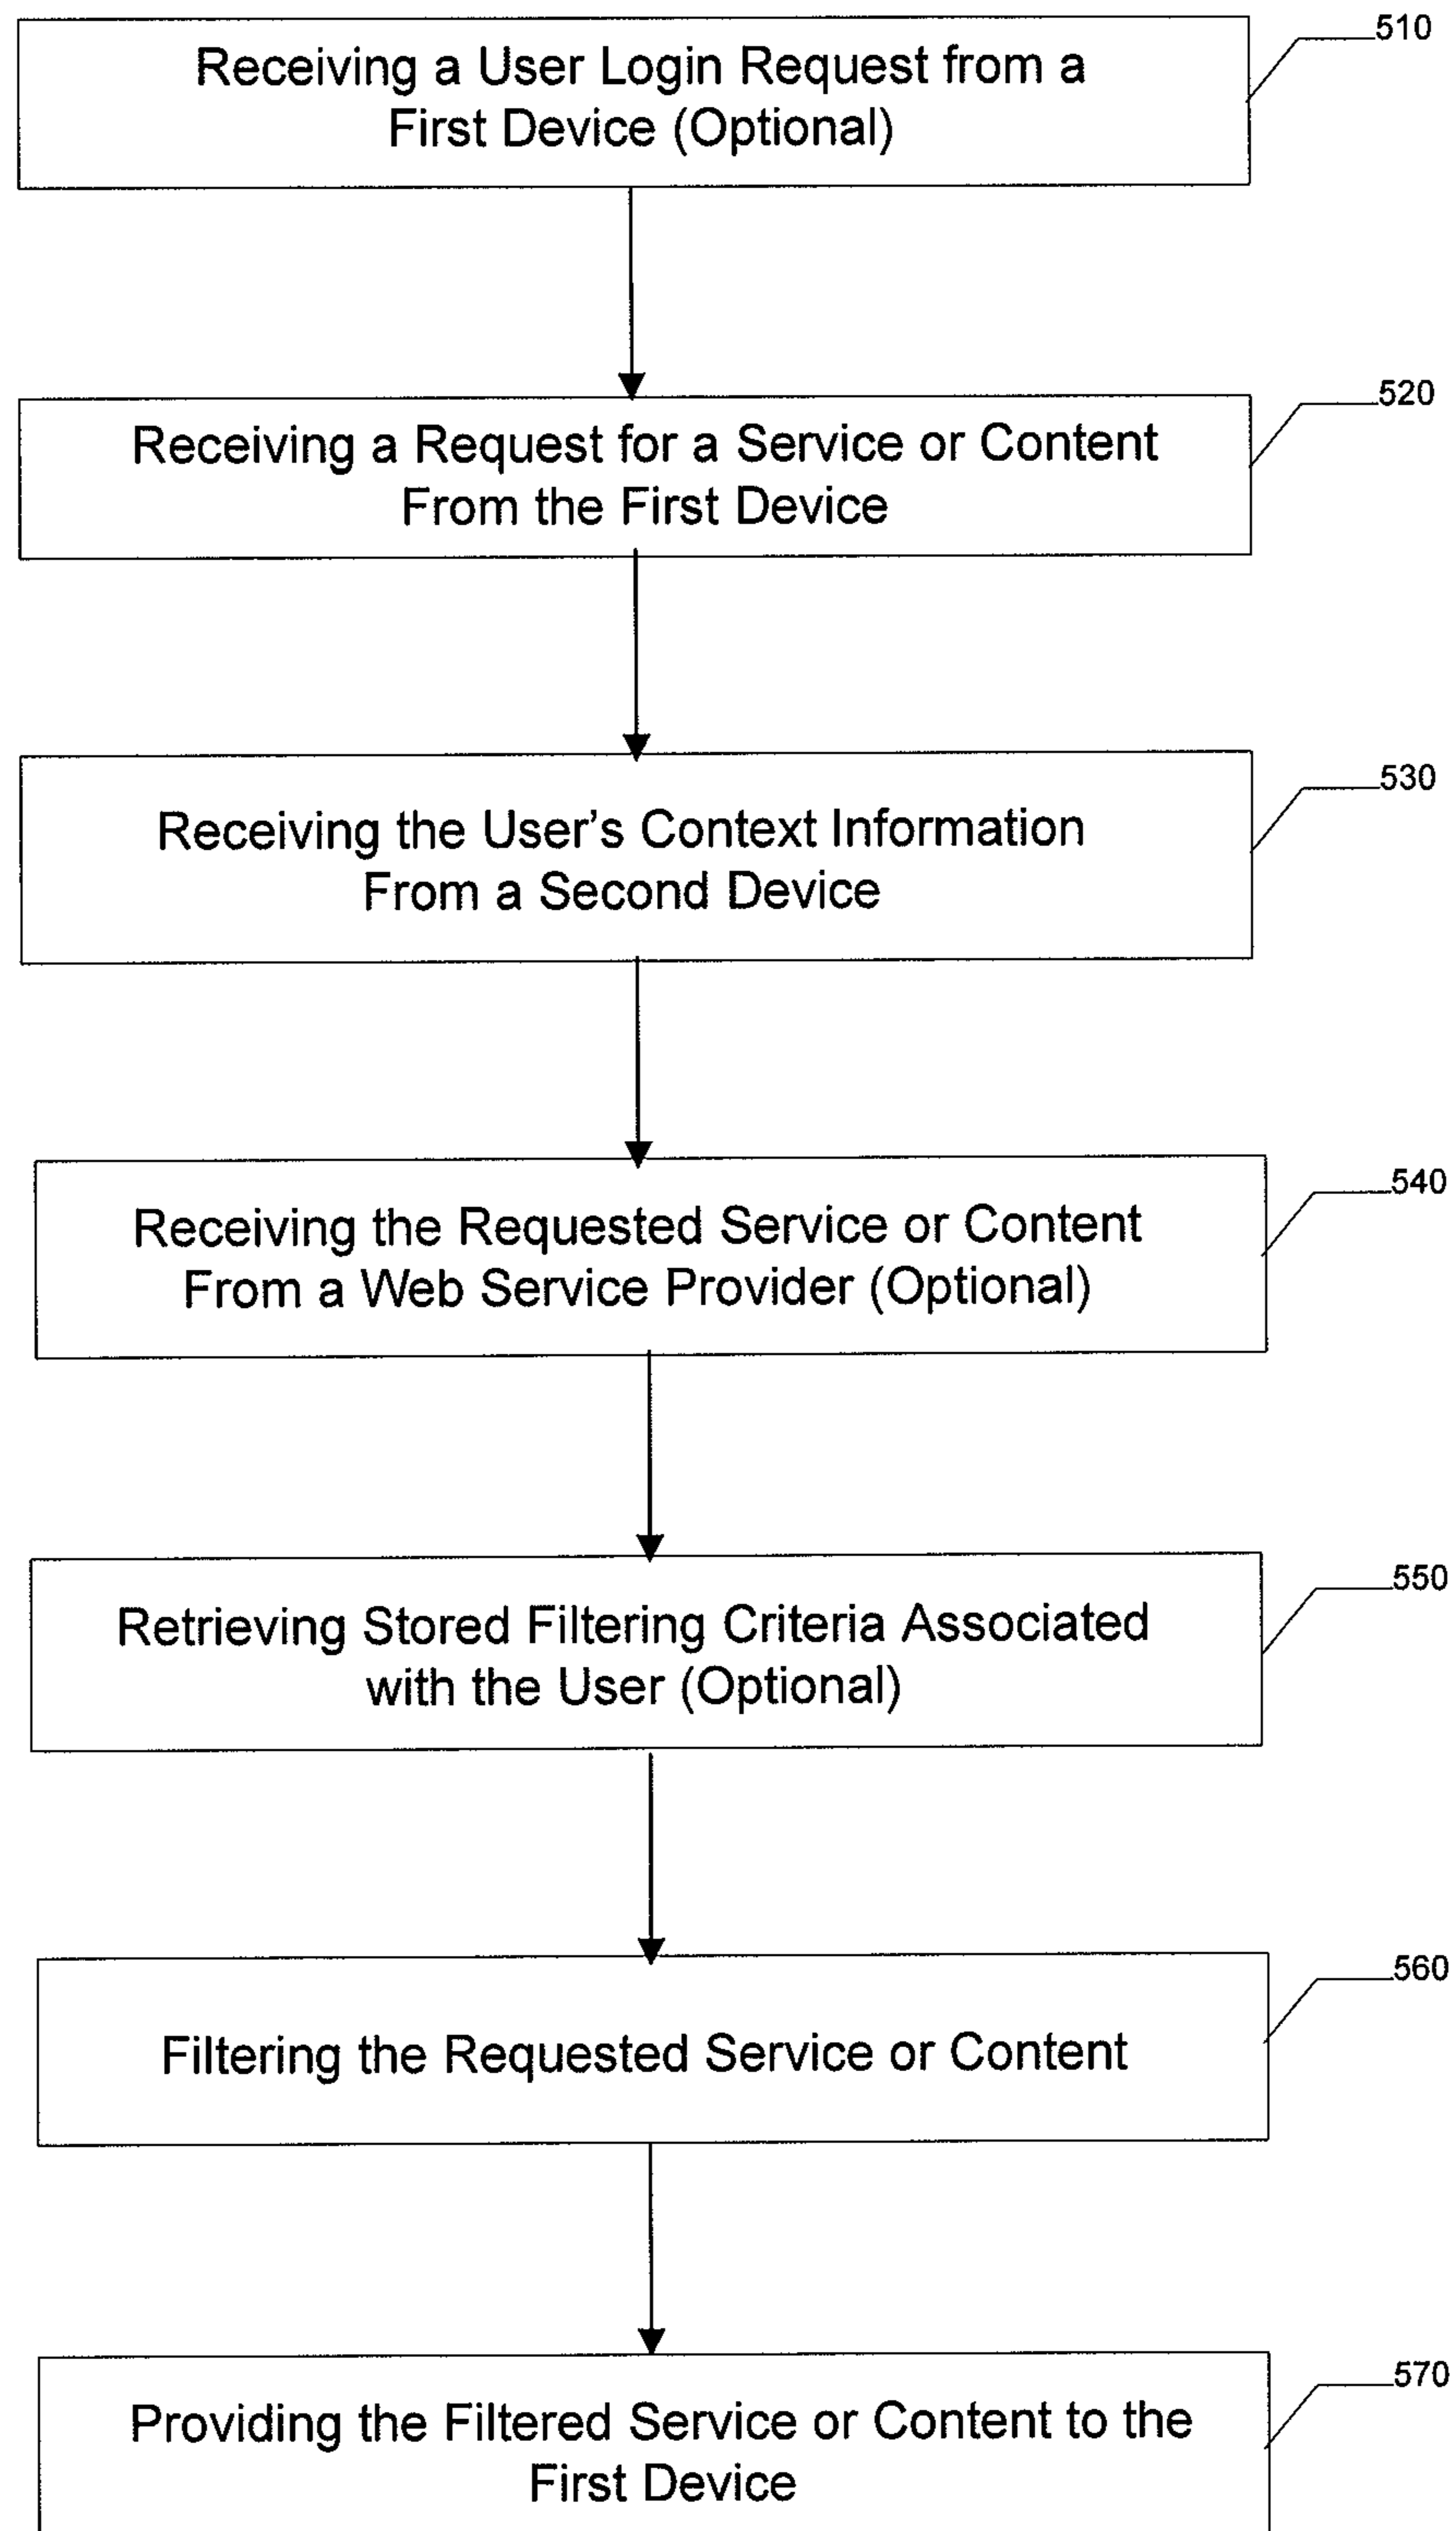 510
Receiving a User Login Request from a
First Device (Optional)
520
Receiving a Request for a Service or Content
From the First Device
530
Receiving the User's Context Information
From a Second Device
540
Receiving the Requested Service or Content
From a Web Service Provider (Optional)
550
Retrieving Stored Filtering Criteria Associated
with the User (Optional)
560
Filtering the Requested Service or Content
570
Providing the Filtered Service or Content to the
First Device